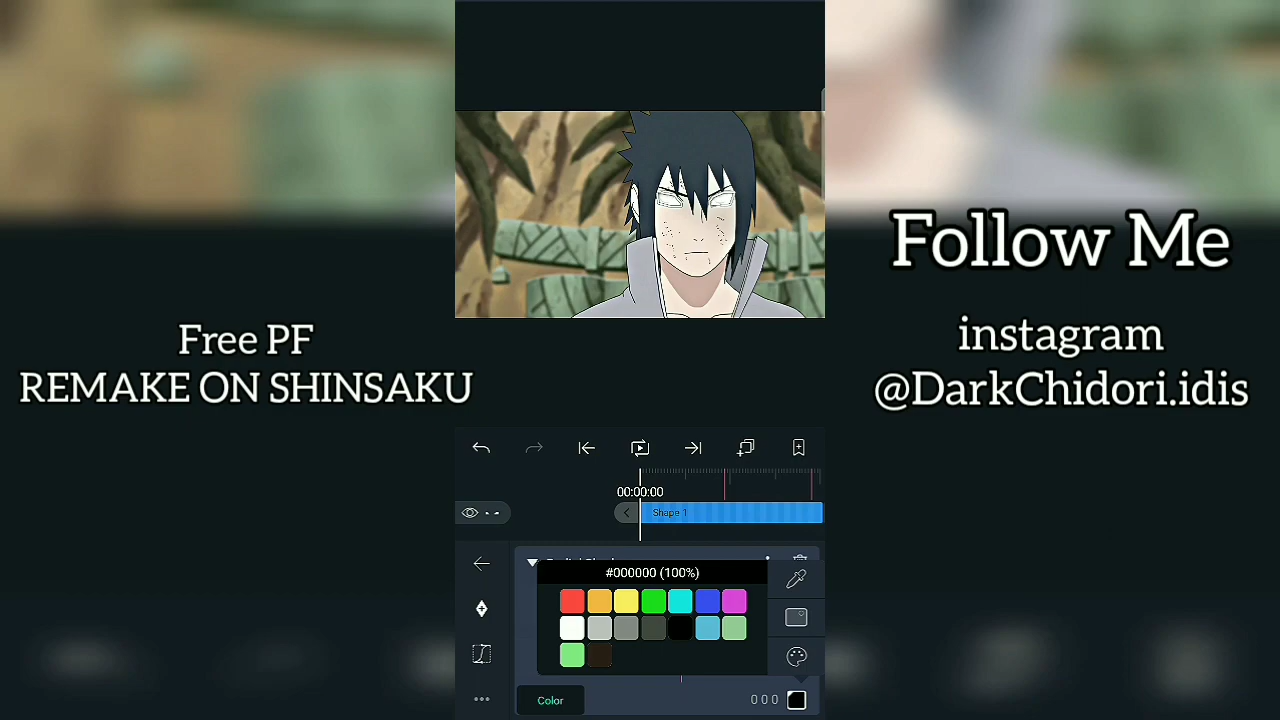 Free PF
REMAKE ON SHINSAKU
Follow Me
instagram
@DarkChidori.idis
00:00:00
Shape 1
#000000 (100%)
Color
0 0 0